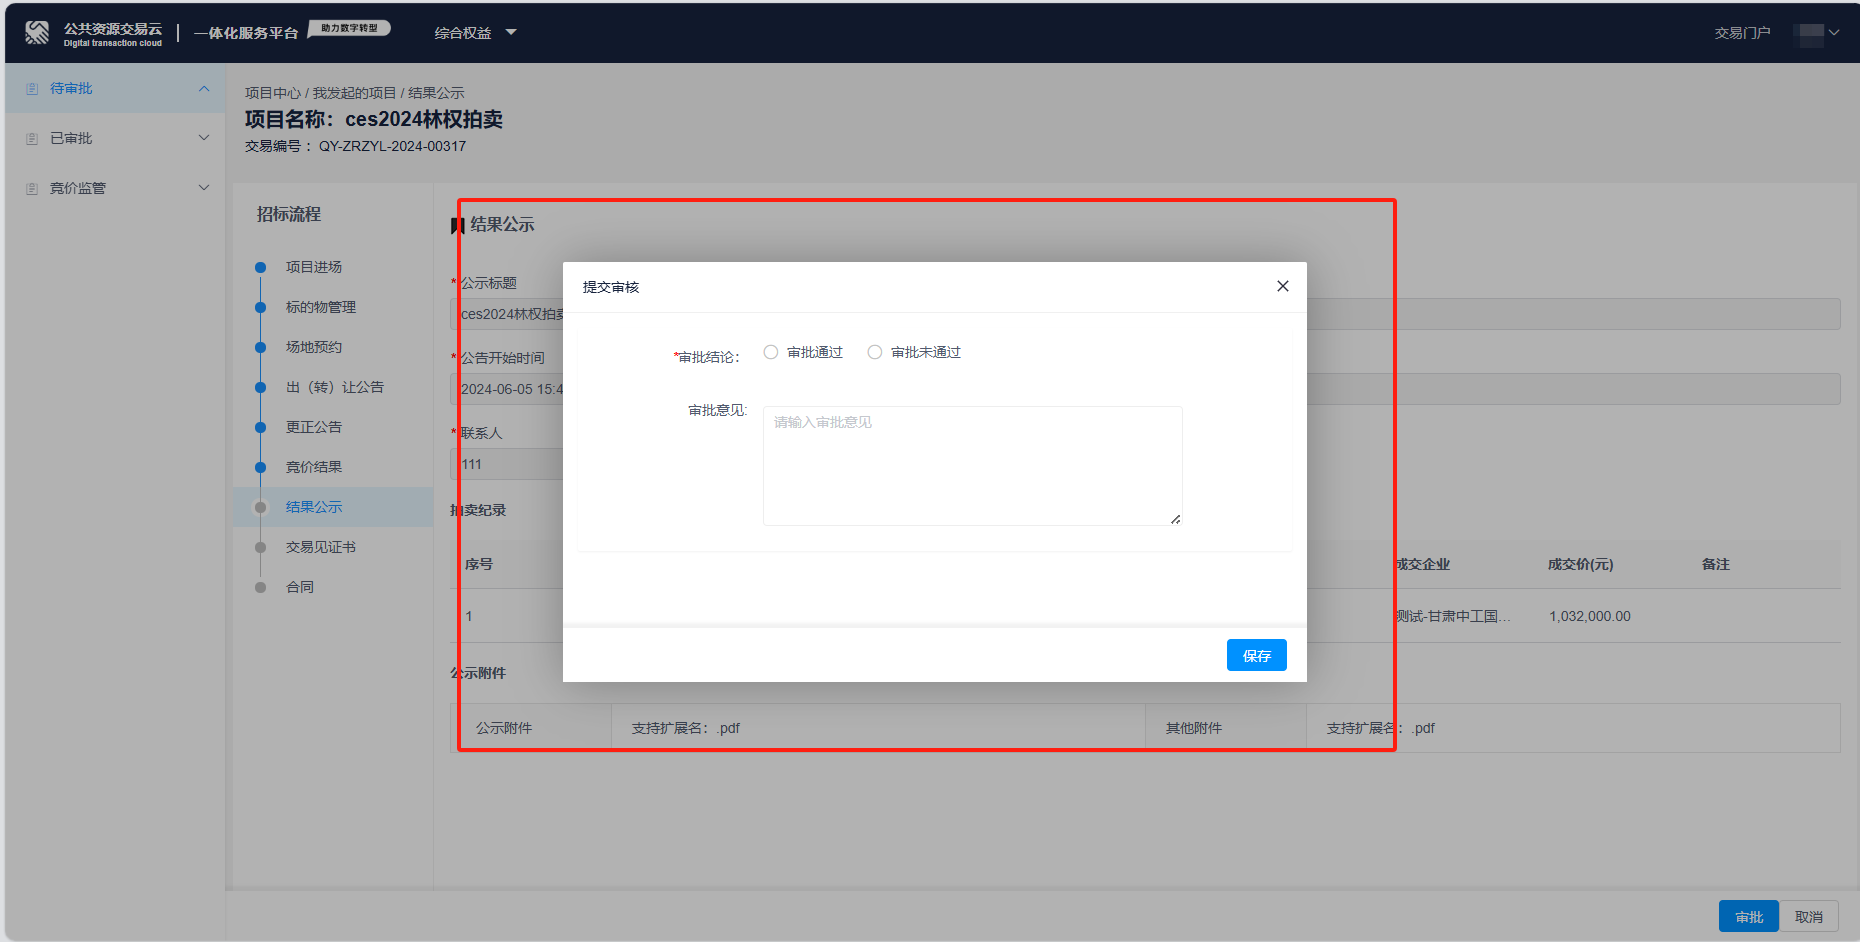 公共资源交易云
Digital transaction cloud
一体化服务平台
助力数字转型
综合权益
交易门户
待审批
已审批
竞价监管
项目中心 / 我发起的项目 / 结果公示
项目名称：ces2024林权拍卖
交易编号：QY-ZRZYL-2024-00317
招标流程
项目进场
标的物管理
场地预约
出（转）让公告
更正公告
竞价结果
结果公示
交易见证书
合同
结果公示
*公示标题
ces2024林权拍卖
*公告开始时间
2024-06-05 15:4
*联系人
111
拍卖纪录
序号 成交企业 成交价(元) 备注
1 测试-甘肃中工国... 1,032,000.00
公示附件
公示附件 支持扩展名：.pdf 其他附件 支持扩展名：.pdf
提交审核
*审批结论： 审批通过 审批未通过
审批意见:
请输入审批意见
保存
审批 取消